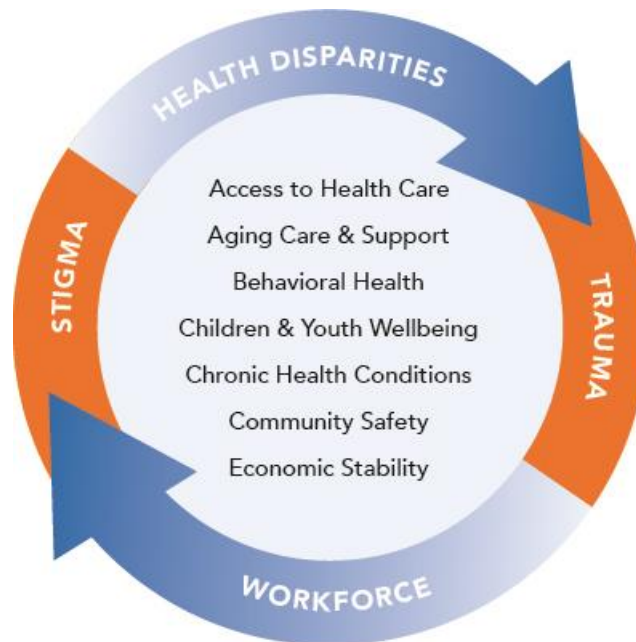 HEALTH DISPARITIES
Access to Health Care
Aging Care & Support
Behavioral Health
Children & Youth Wellbeing
Chronic Health Conditions
Community Safety
Economic Stability
STIGMA
TRAUMA
WORKFORCE